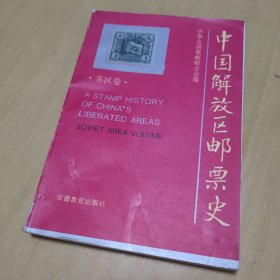 中国解放区邮票史
中华全国集邮联合会编
·苏区卷·
A STAMP HISTORY
OF CHINA'S
LIBERATED AREAS
SOVIET AREA VOLUME
安徽教育出版社